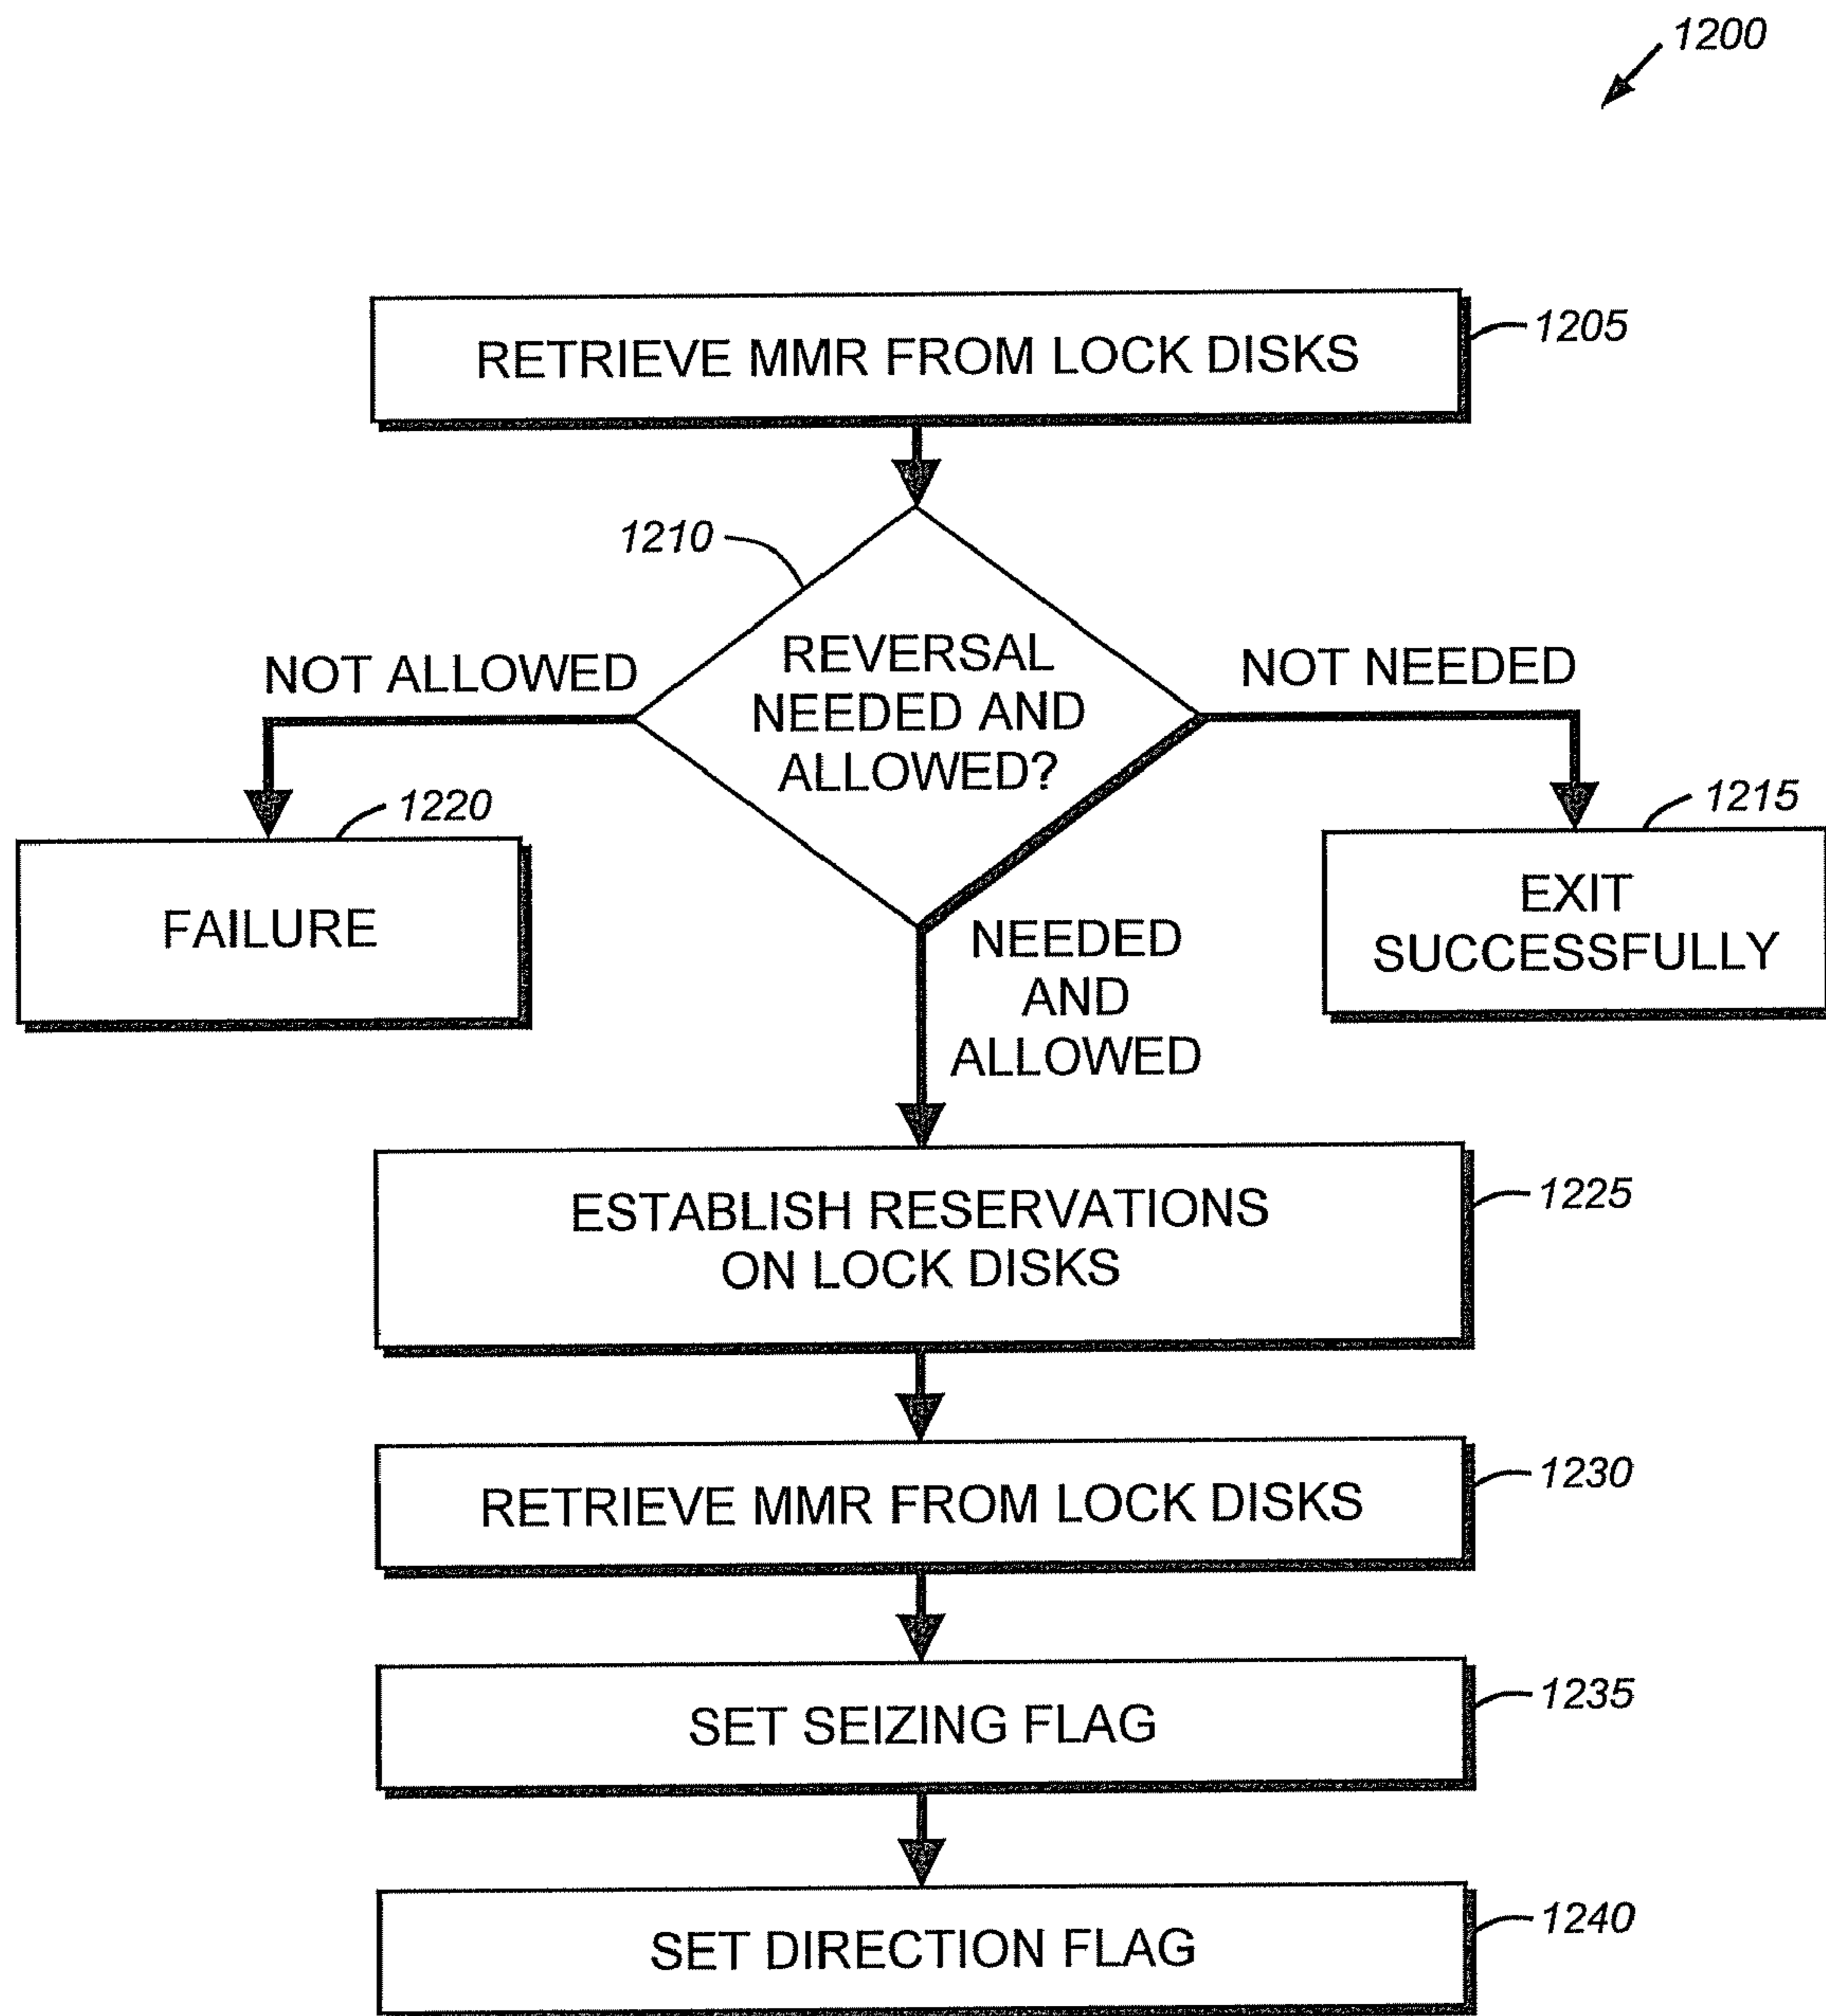 1200
RETRIEVE MMR FROM LOCK DISKS
1205
1210
REVERSAL
NEEDED AND
ALLOWED?
NOT ALLOWED
NOT NEEDED
1220
FAILURE
1215
EXIT
SUCCESSFULLY
NEEDED
AND
ALLOWED
ESTABLISH RESERVATIONS
ON LOCK DISKS
1225
RETRIEVE MMR FROM LOCK DISKS
1230
SET SEIZING FLAG
1235
SET DIRECTION FLAG
1240